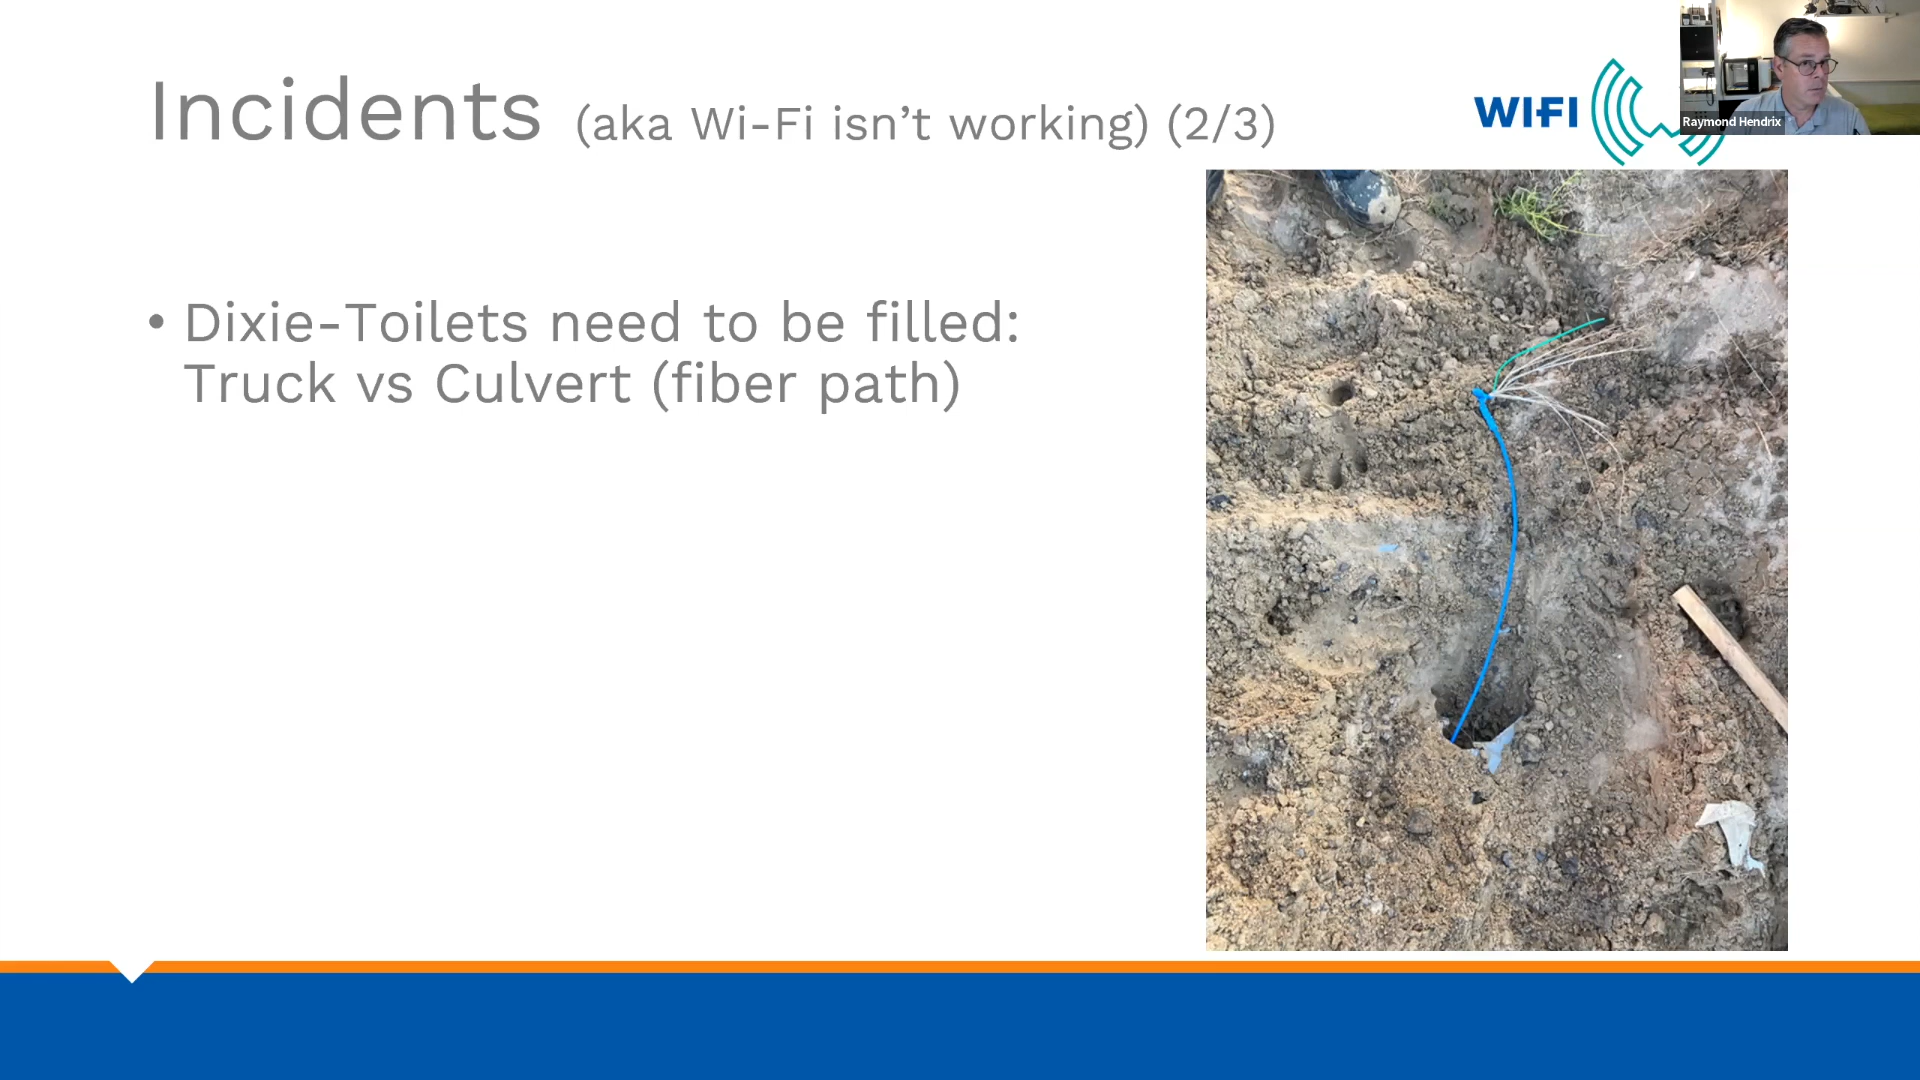 Incidents (aka Wi-Fi isn’t working) (2/3)
WIFI
Raymond Hendrix
• Dixie-Toilets need to be filled:
Truck vs Culvert (fiber path)